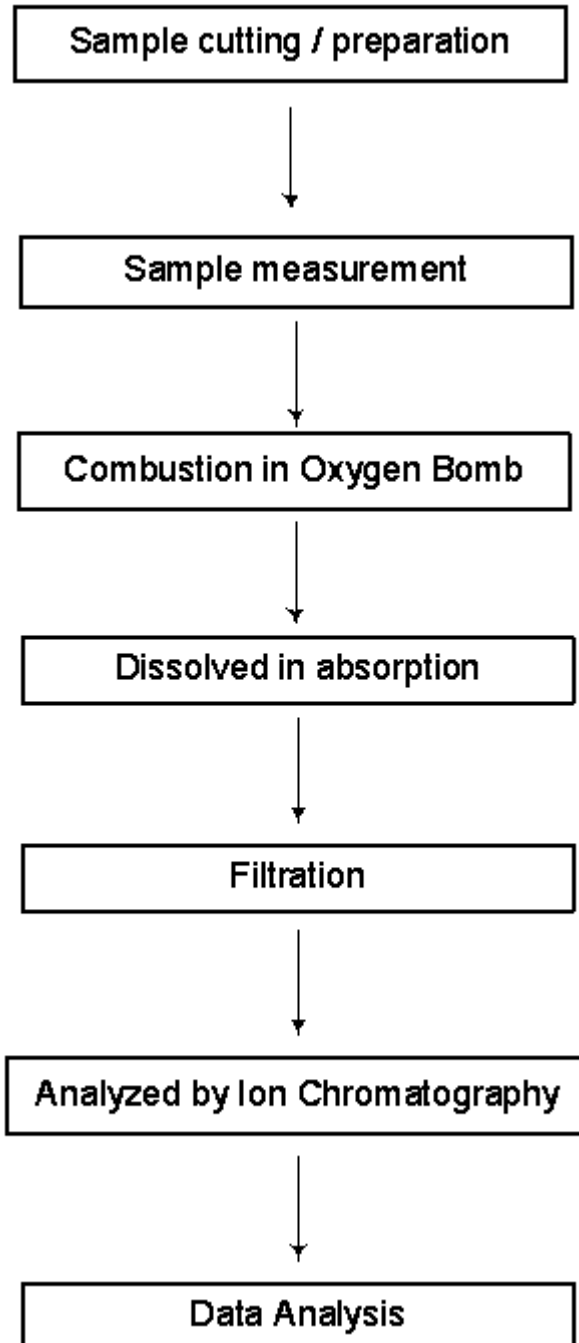 Sample cutting / preparation
Sample measurement
Combustion in Oxygen Bomb
Dissolved in absorption
Filtration
Analyzed by Ion Chromatography
Data Analysis